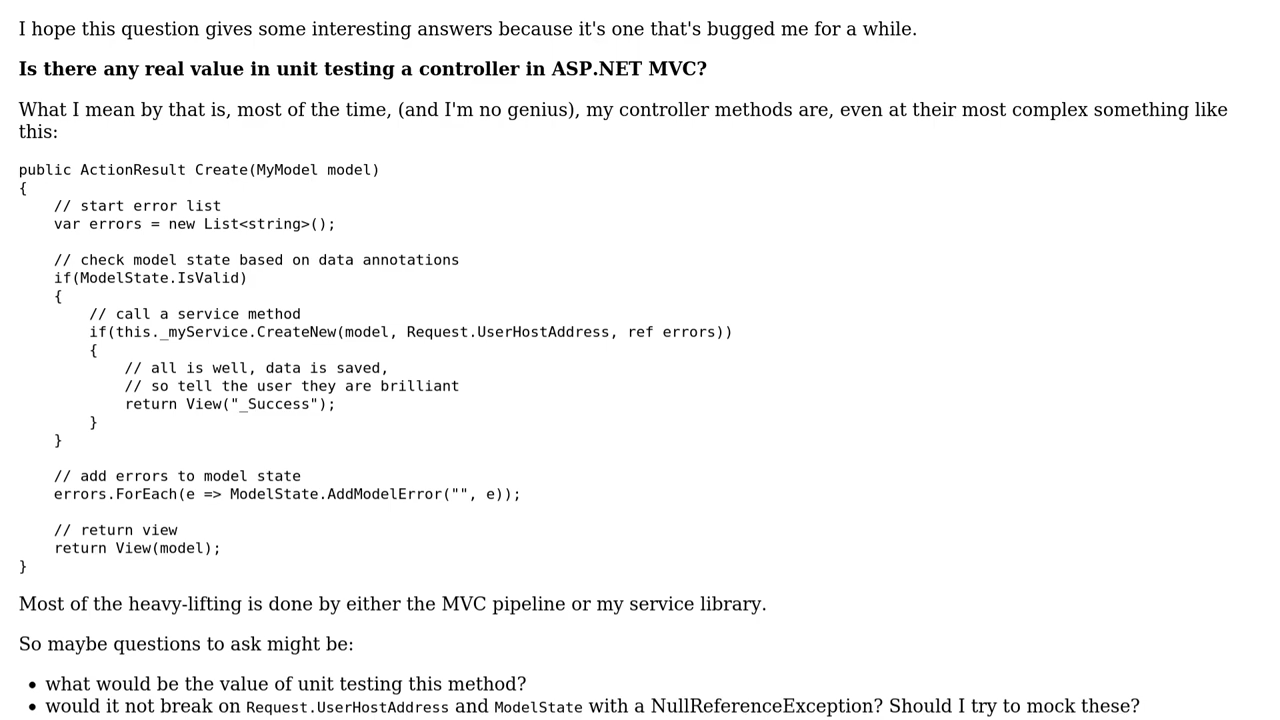 I hope this question gives some interesting answers because it's one that's bugged me for a while.
Is there any real value in unit testing a controller in ASP.NET MVC?
What I mean by that is, most of the time, (and I'm no genius), my controller methods are, even at their most complex something like
this:
public ActionResult Create(MyModel model)
{
    // start error list
    var errors = new List<string>();

    // check model state based on data annotations
    if(ModelState.IsValid)
    {
        // call a service method
        if(this._myService.CreateNew(model, Request.UserHostAddress, ref errors))
        {
            // all is well, data is saved,
            // so tell the user they are brilliant
            return View("_Success");
        }
    }

    // add errors to model state
    errors.ForEach(e => ModelState.AddModelError("", e));

    // return view
    return View(model);
}
Most of the heavy-lifting is done by either the MVC pipeline or my service library.
So maybe questions to ask might be:
• what would be the value of unit testing this method?
• would it not break on Request.UserHostAddress and ModelState with a NullReferenceException? Should I try to mock these?